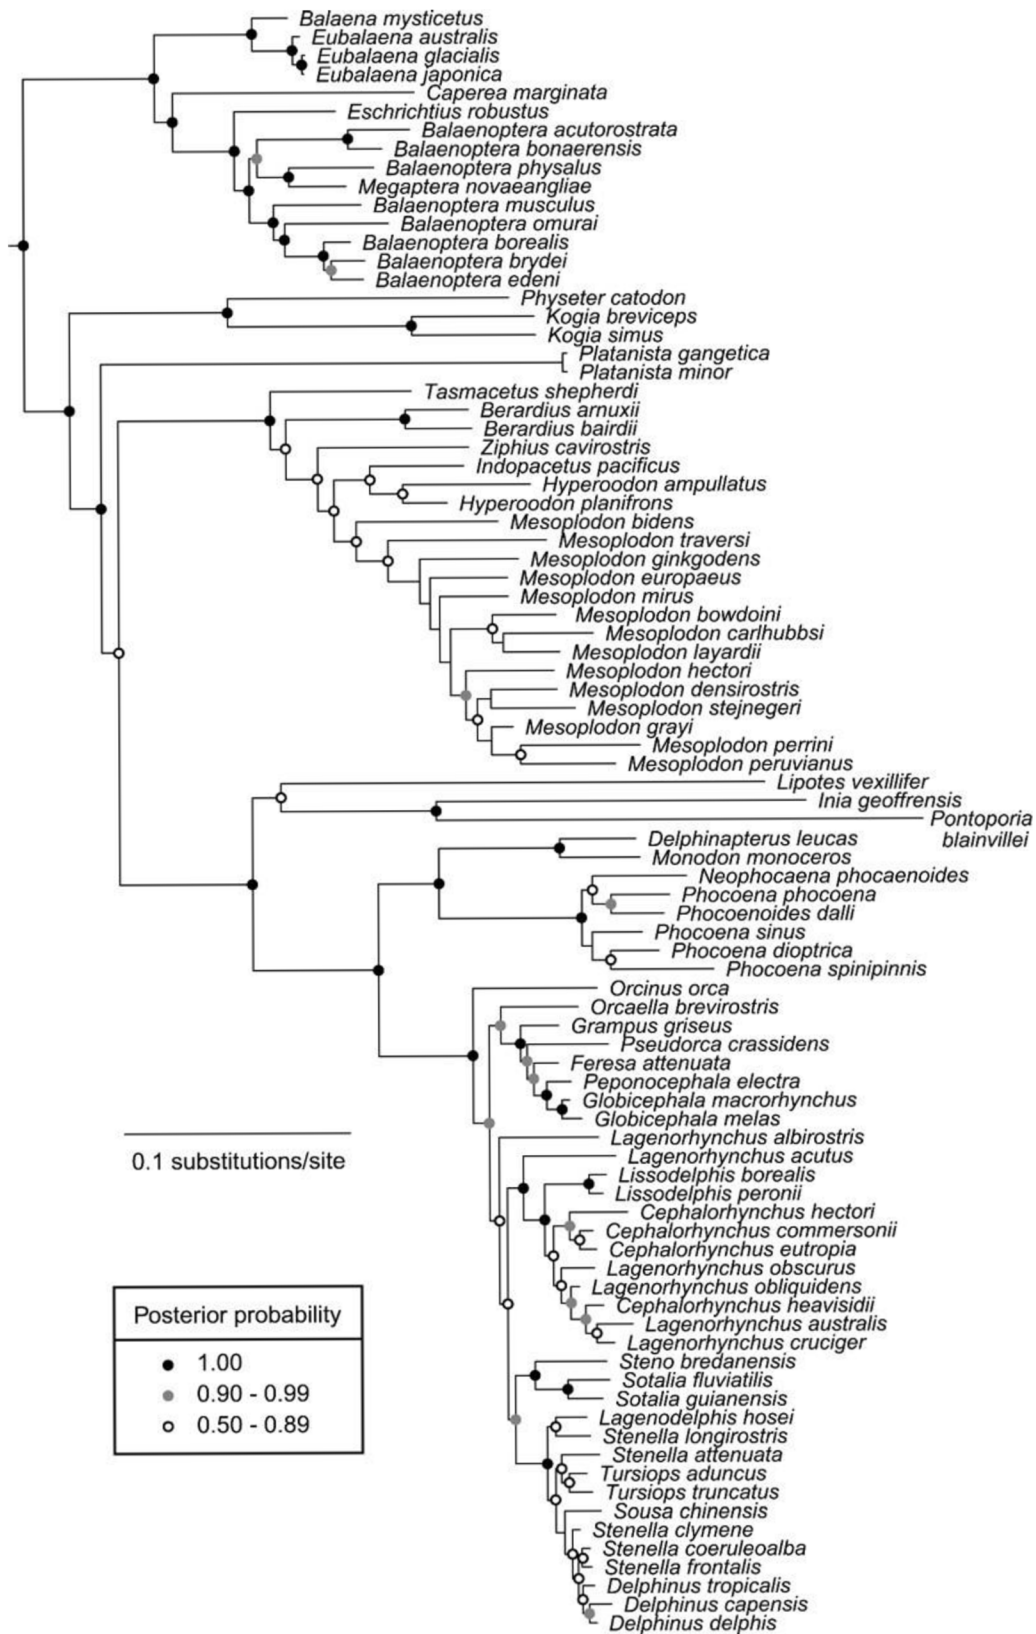 Balaena mysticetus
Eubalaena australis
Eubalaena glacialis
Eubalaena japonica
Caperea marginata
Eschrichtius robustus
Balaenoptera acutorostrata
Balaenoptera bonaerensis
Balaenoptera physalus
Megaptera novaeangliae
Balaenoptera musculus
Balaenoptera omurai
Balaenoptera borealis
Balaenoptera brydei
Balaenoptera edeni
Physeter catodon
Kogia breviceps
Kogia simus
Platanista gangetica
Platanista minor
Tasmacetus shepherdi
Berardius arnuxii
Berardius bairdii
Ziphius cavirostris
Indopacetus pacificus
Hyperoodon ampullatus
Hyperoodon planifrons
Mesoplodon bidens
Mesoplodon traversi
Mesoplodon ginkgodens
Mesoplodon europaeus
Mesoplodon mirus
Mesoplodon bowdoini
Mesoplodon carlhubbsi
Mesoplodon layardii
Mesoplodon hectori
Mesoplodon densirostris
Mesoplodon stejnegeri
Mesoplodon grayi
Mesoplodon perrini
Mesoplodon peruvianus
Lipotes vexillifer
Inia geoffrensis
Pontoporia
blainvillei
Delphinapterus leucas
Monodon monoceros
Neophocaena phocaenoides
Phocoena phocoena
Phocoenoides dalli
Phocoena sinus
Phocoena dioptrica
Phocoena spinipinnis
Orcinus orca
Orcaella brevirostris
Grampus griseus
Pseudorca crassidens
Feresa attenuata
Peponocephala electra
Globicephala macrorhynchus
Globicephala melas
Lagenorhynchus albirostris
Lagenorhynchus acutus
Lissodelphis borealis
Lissodelphis peronii
Cephalorhynchus hectori
Cephalorhynchus commersonii
Cephalorhynchus eutropia
Lagenorhynchus obscurus
Lagenorhynchus obliquidens
Cephalorhynchus heavisidii
Lagenorhynchus australis
Lagenorhynchus cruciger
Steno bredanensis
Sotalia fluviatilis
Sotalia guianensis
Lagenodelphis hosei
Stenella longirostris
Stenella attenuata
Tursiops aduncus
Tursiops truncatus
Sousa chinensis
Stenella clymene
Stenella coeruleoalba
Stenella frontalis
Delphinus tropicalis
Delphinus capensis
Delphinus delphis
0.1 substitutions/site
Posterior probability
1.00
0.90 - 0.99
0.50 - 0.89